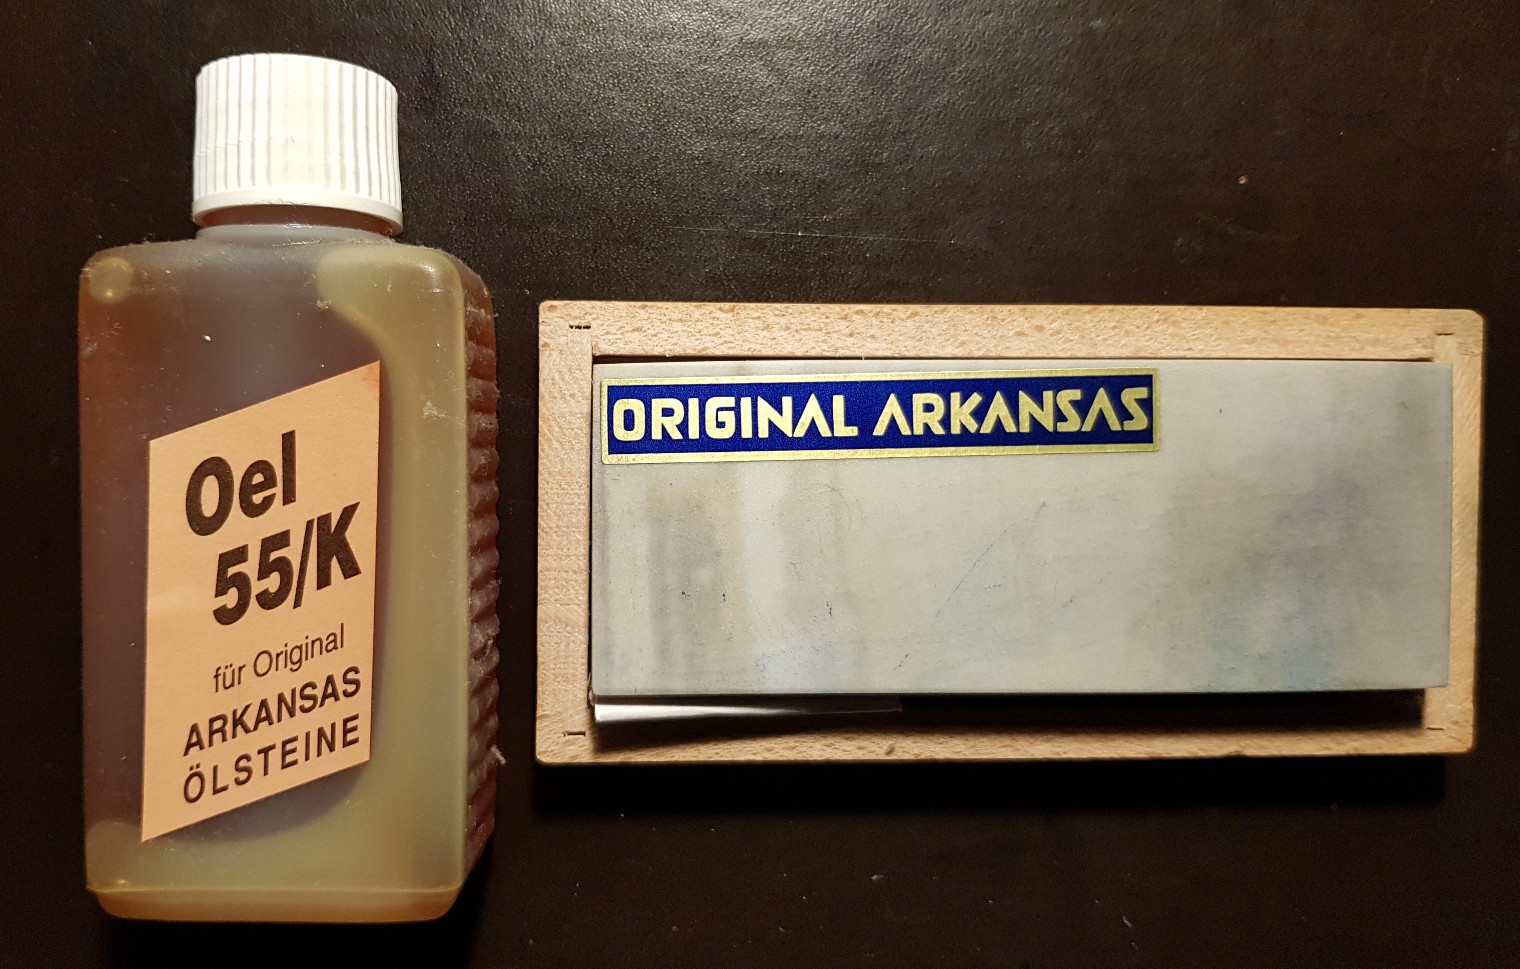 Oel
55/K
für Original
ARKANSAS
ÖLSTEINE
ORIGINAL ARKANSAS